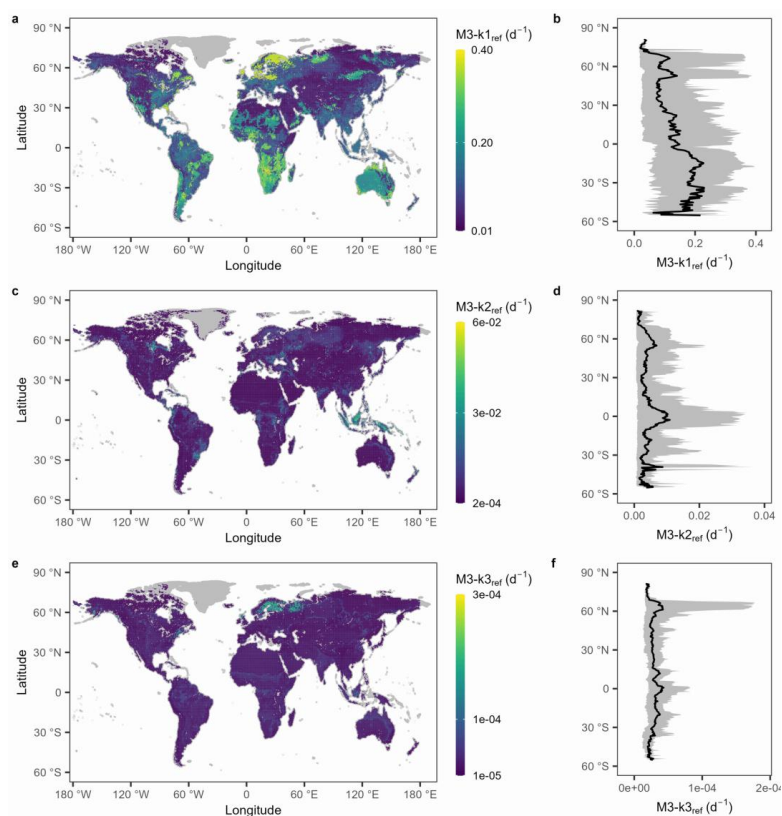 a
M3-k1ref (d⁻¹)
b
90 °N
60 °N
30 °N
0
30 °S
60 °S
Latitude
0.40
0.20
0.01
180 °W 120 °W 60 °W 0 60 °E 120 °E 180 °E
Longitude
90 °N
60 °N
30 °N
0
30 °S
60 °S
0.0 0.2 0.4
M3-k1ref (d⁻¹)
c
M3-k2ref (d⁻¹)
d
90 °N
60 °N
30 °N
0
30 °S
60 °S
Latitude
6e-02
3e-02
2e-04
180 °W 120 °W 60 °W 0 60 °E 120 °E 180 °E
Longitude
90 °N
60 °N
30 °N
0
30 °S
60 °S
0.00 0.02 0.04
M3-k2ref (d⁻¹)
e
M3-k3ref (d⁻¹)
f
90 °N
60 °N
30 °N
0
30 °S
60 °S
Latitude
3e-04
1e-04
1e-05
180 °W 120 °W 60 °W 0 60 °E 120 °E 180 °E
Longitude
90 °N
60 °N
30 °N
0
30 °S
60 °S
0e+00 1e-04 2e-04
M3-k3ref (d⁻¹)